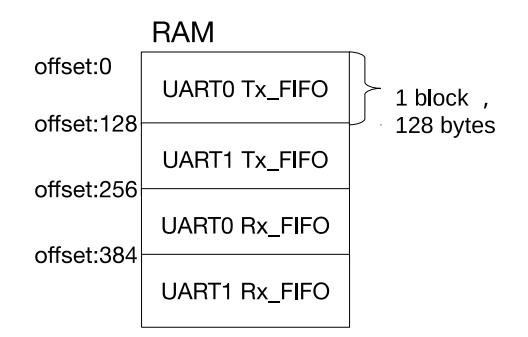 RAM
offset:0
UART0 Tx_FIFO
1 block ,
128 bytes
offset:128
UART1 Tx_FIFO
offset:256
UART0 Rx_FIFO
offset:384
UART1 Rx_FIFO